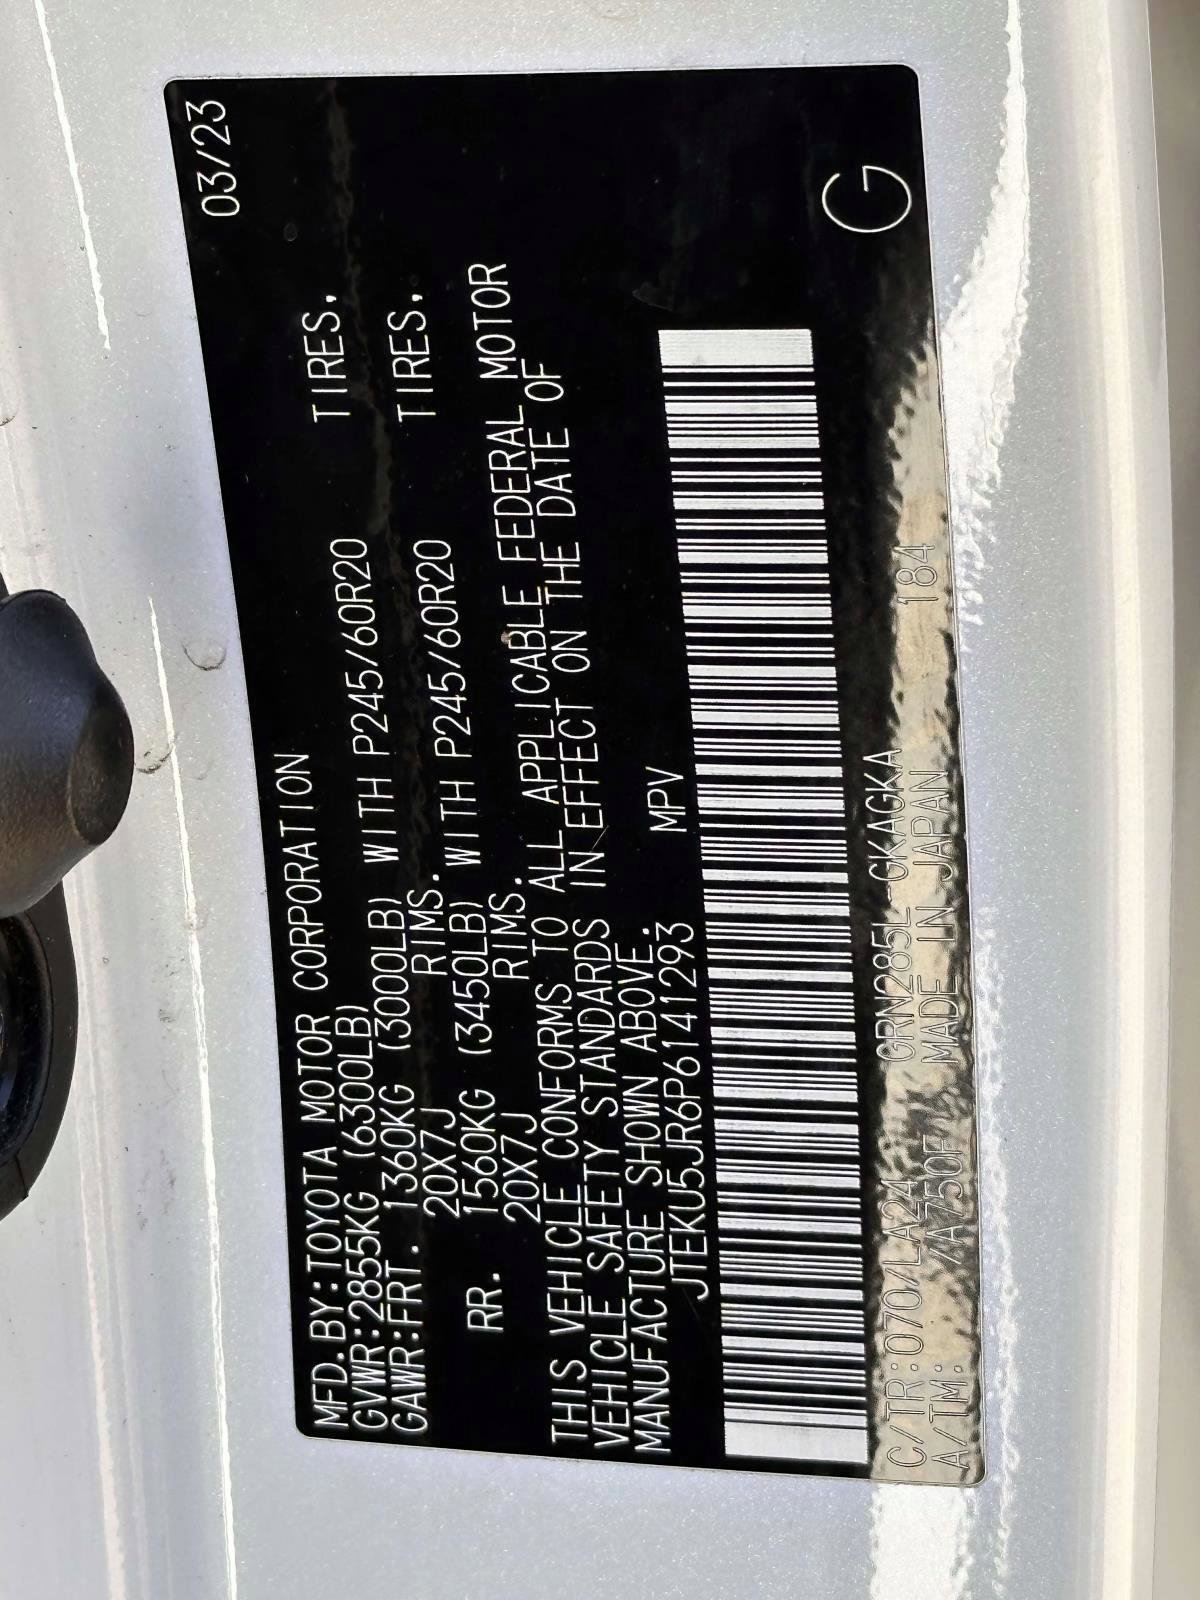 03/23
MFD.BY:TOYOTA MOTOR CORPORATION
GVWR:2855KG (6300LB)
GAWR:FRT. 1360KG (3000LB) WITH P245/60R20 TIRES,
20X7J RIMS.
RR. 1560KG (3450LB) WITH P245/60R20 TIRES,
20X7J RIMS.
THIS VEHICLE CONFORMS TO ALL APPLICABLE FEDERAL MOTOR
VEHICLE SAFETY STANDARDS IN EFFECT ON THE DATE OF
MANUFACTURE SHOWN ABOVE.
JTEKU5JR6P6141293 MPV
G
C/TR:070/LA24 GRN285L-GKAGKA 184
A/TM: /A750F MADE IN JAPAN